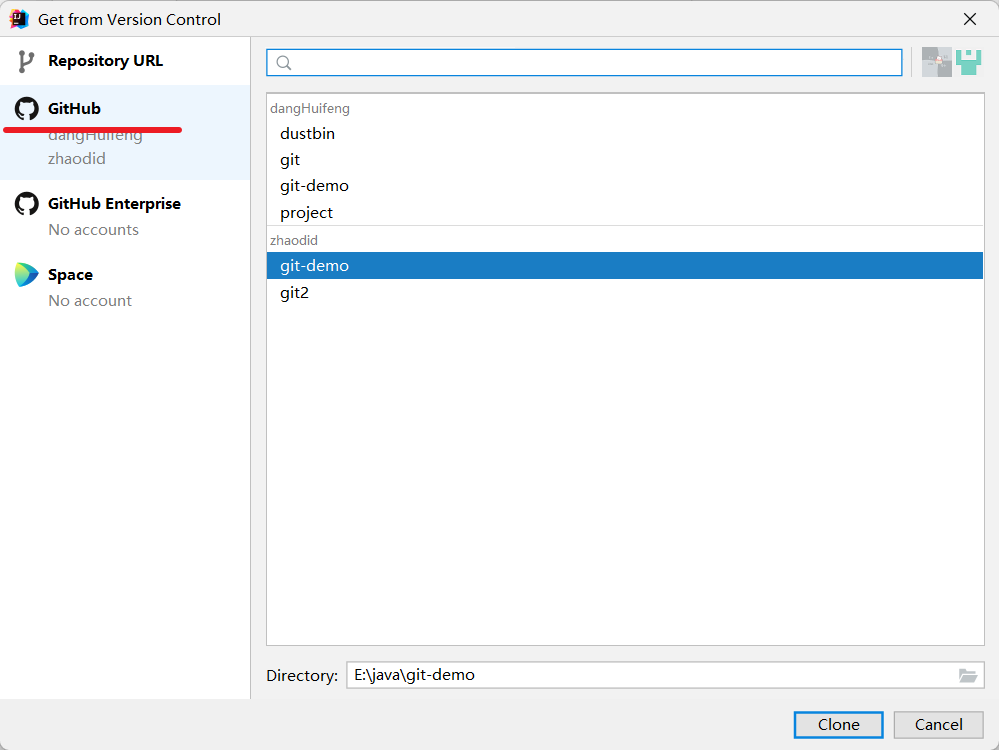 Get from Version Control
Repository URL
GitHub
dangHuifeng
zhaodid
GitHub Enterprise
No accounts
Space
No account
dangHuifeng
dustbin
git
git-demo
project
zhaodid
git-demo
git2
Directory: E:\java\git-demo
Clone Cancel